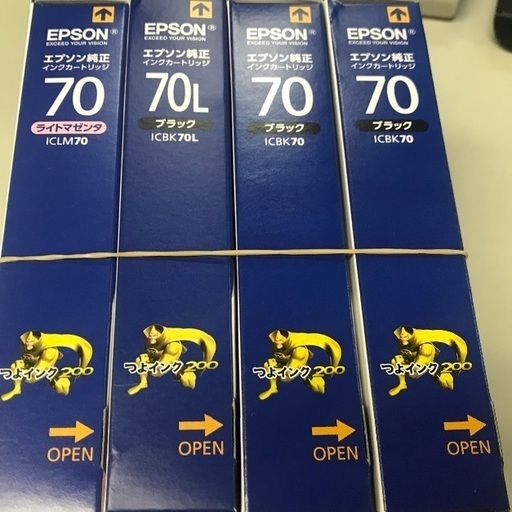 EPSON®
EXCEED YOUR VISION
エプソン純正
インクカートリッジ
70
ライトマゼンタ
ICLM70
つよインク200
OPEN
EPSON®
EXCEED YOUR VISION
エプソン純正
インクカートリッジ
70L
ブラック
ICBK70L
つよインク200
OPEN
EPSON®
EXCEED YOUR VISION
エプソン純正
インクカートリッジ
70
ブラック
ICBK70
つよインク200
OPEN
EPSON®
EXCEED YOUR VISION
エプソン純正
インクカートリッジ
70
ブラック
ICBK70
つよインク200
OPEN